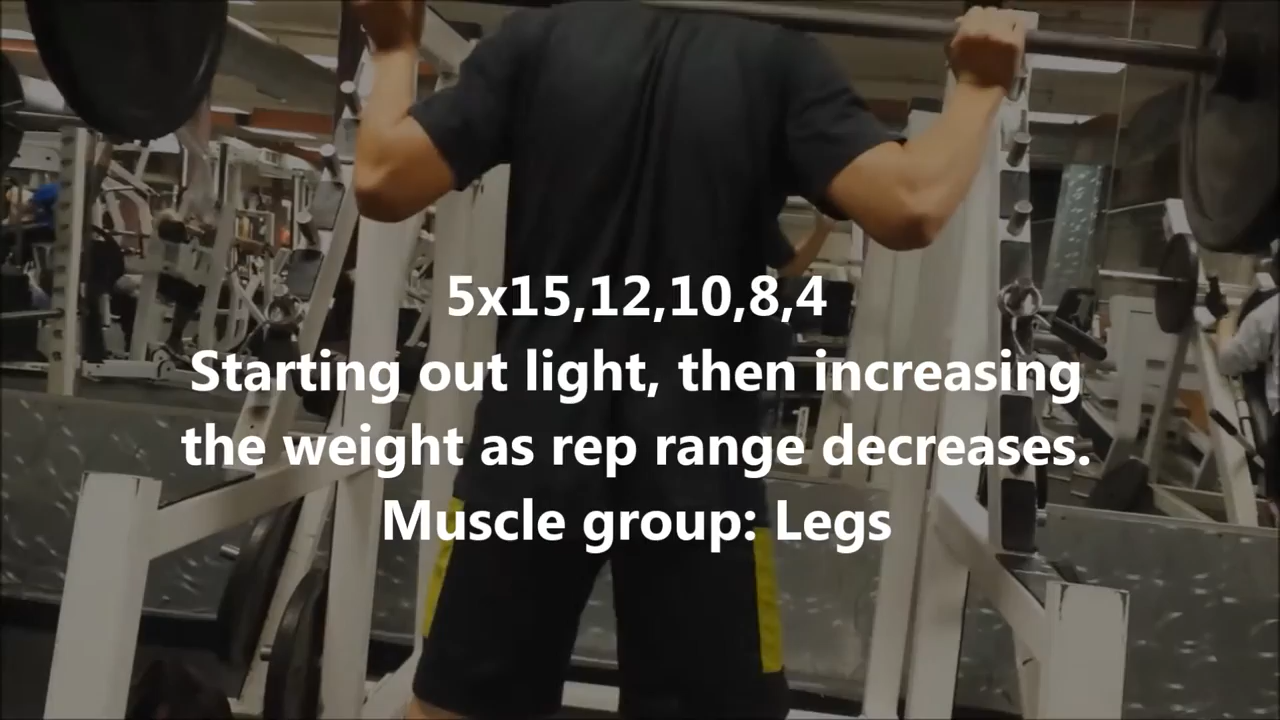 5x15,12,10,8,4
Starting out light, then increasing
the weight as rep range decreases.
Muscle group: Legs